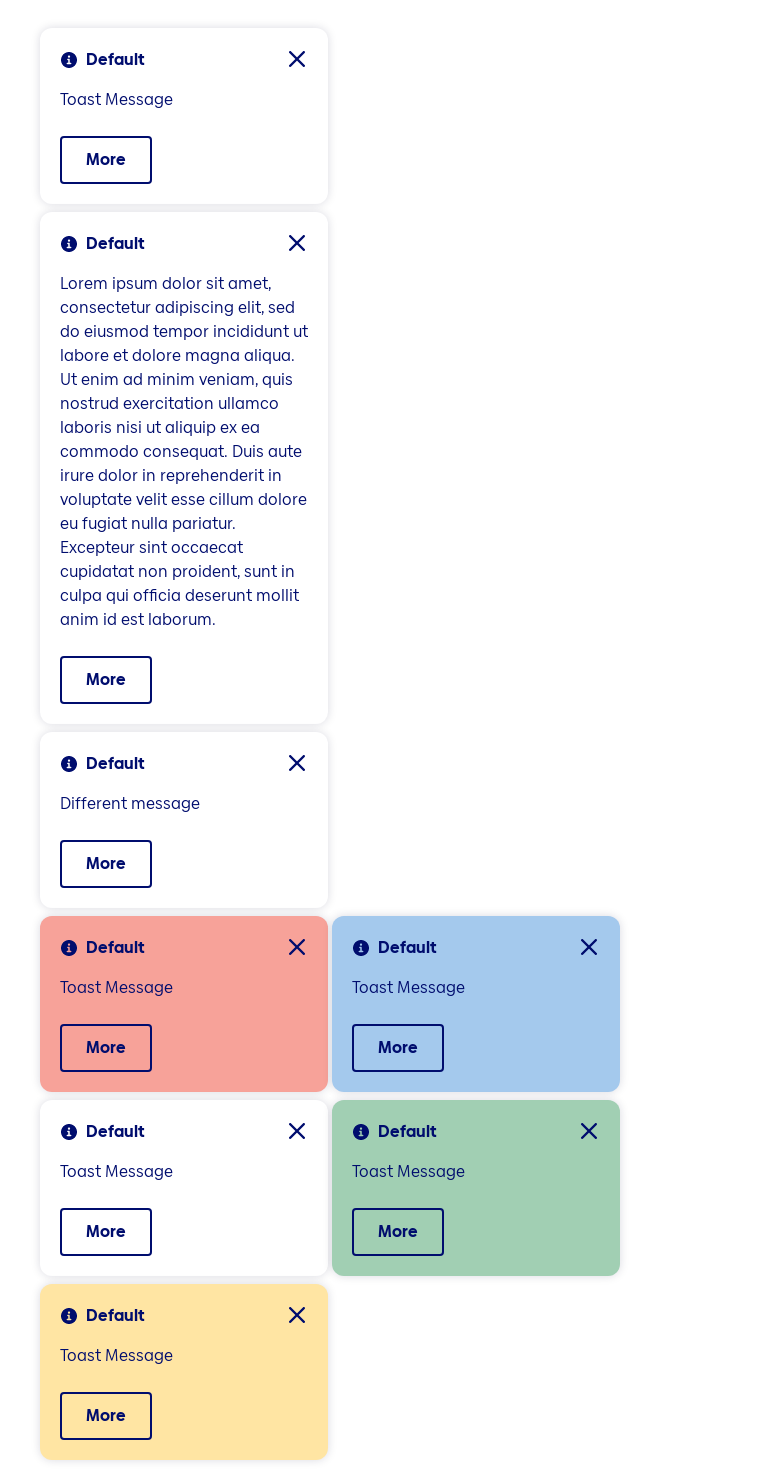 Default
Toast Message
More
Default
Lorem ipsum dolor sit amet,
consectetur adipiscing elit, sed
do eiusmod tempor incididunt ut
labore et dolore magna aliqua.
Ut enim ad minim veniam, quis
nostrud exercitation ullamco
laboris nisi ut aliquip ex ea
commodo consequat. Duis aute
irure dolor in reprehenderit in
voluptate velit esse cillum dolore
eu fugiat nulla pariatur.
Excepteur sint occaecat
cupidatat non proident, sunt in
culpa qui officia deserunt mollit
anim id est laborum.
More
Default
Different message
More
Default
Toast Message
More
Default
Toast Message
More
Default
Toast Message
More
Default
Toast Message
More
Default
Toast Message
More